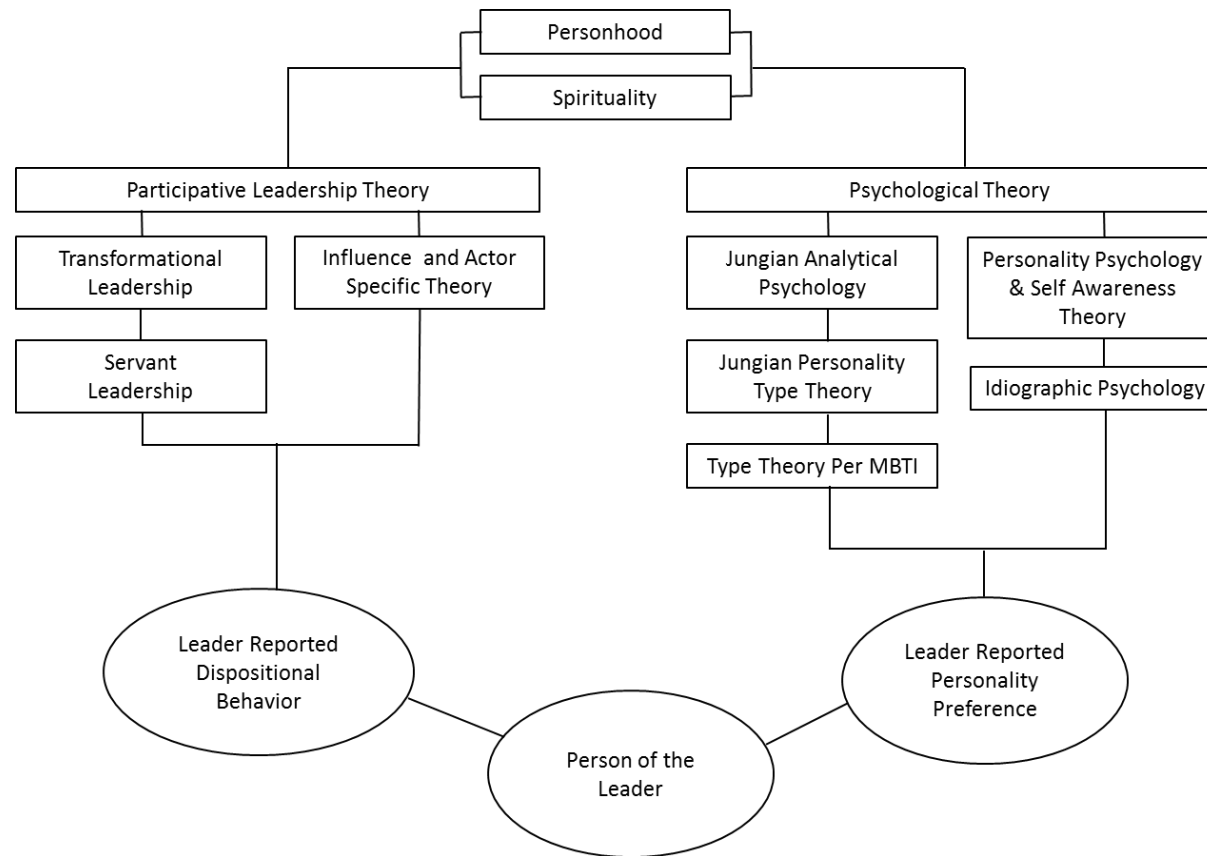 Personhood
Spirituality
Participative Leadership Theory
Transformational
Leadership
Influence and Actor
Specific Theory
Servant
Leadership
Psychological Theory
Jungian Analytical
Psychology
Personality Psychology
& Self Awareness
Theory
Jungian Personality
Type Theory
Idiographic Psychology
Type Theory Per MBTI
Leader Reported
Dispositional
Behavior
Leader Reported
Personality
Preference
Person of the
Leader